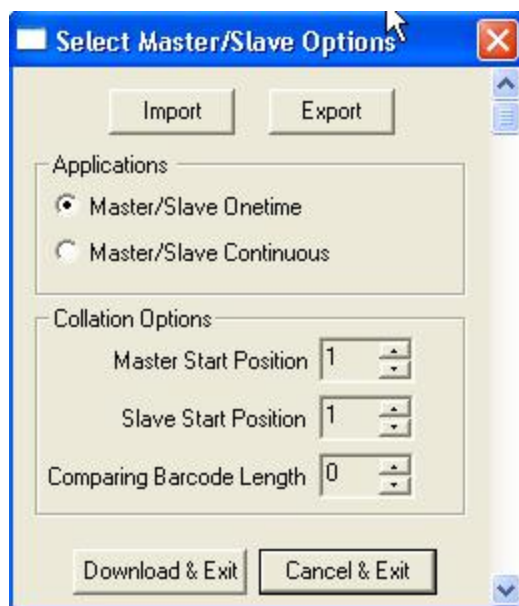 Select Master/Slave Options
Import Export
Applications
Master/Slave Onetime
Master/Slave Continuous
Collation Options
Master Start Position 1
Slave Start Position 1
Comparing Barcode Length 0
Download & Exit Cancel & Exit